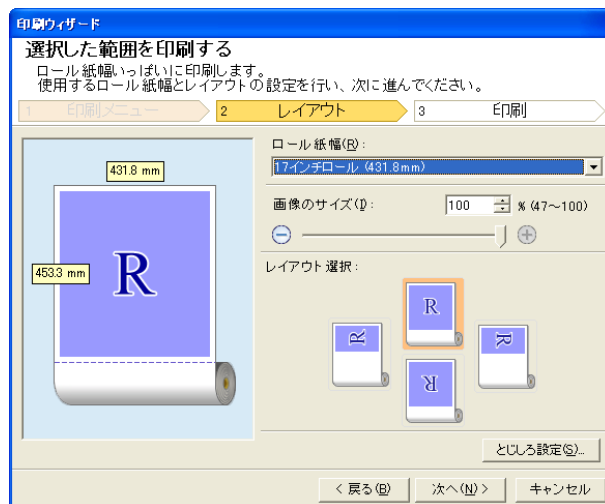 印刷ウィザード
選択した範囲を印刷する
ロール紙幅いっぱいに印刷します。
使用するロール紙幅とレイアウトの設定を行い、次に進んでください。
1 印刷メニュー 2 レイアウト 3 印刷
ロール紙幅(R):
17インチロール (431.8mm)
431.8 mm
画像のサイズ(I): 100 % (47～100)
453.3 mm
R
レイアウト選択:
R
R
R
R
とじしろ設定(S)...
< 戻る(B) 次へ(N) > キャンセル